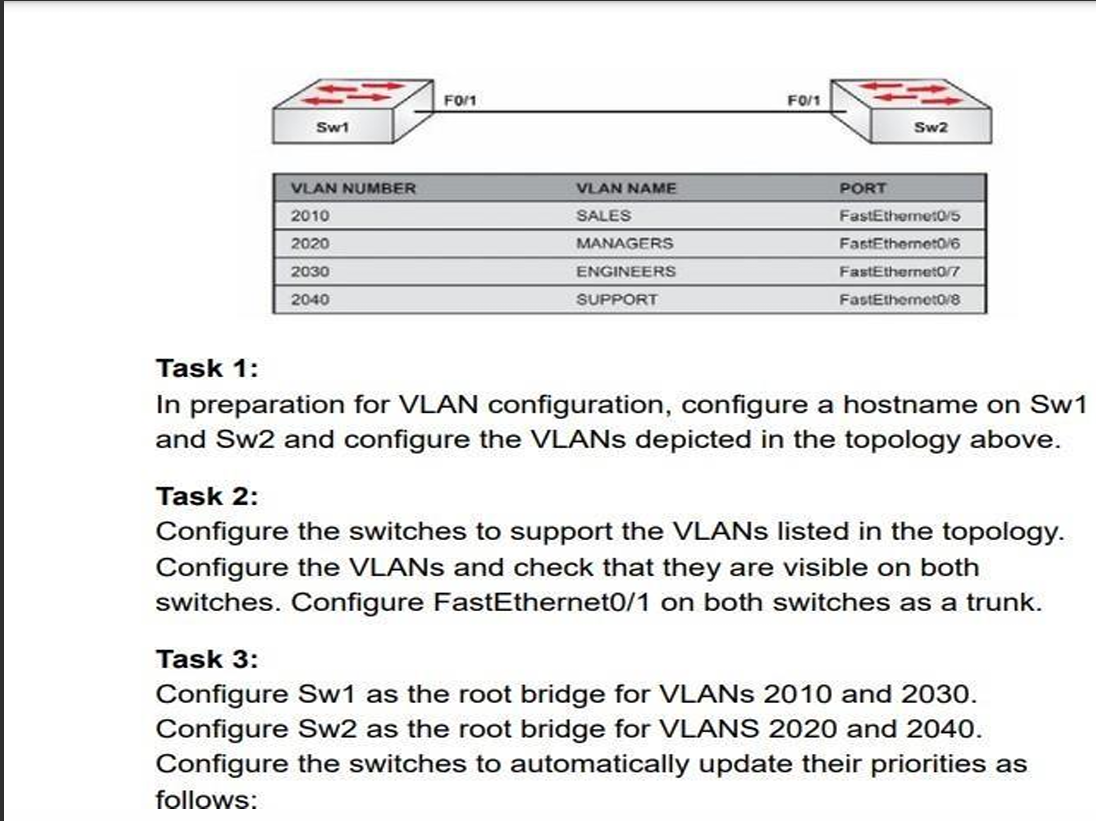 F0/1
F0/1
Sw1
Sw2
VLAN NUMBER VLAN NAME PORT
2010 SALES FastEthernet0/5
2020 MANAGERS FastEthernet0/6
2030 ENGINEERS FastEthernet0/7
2040 SUPPORT FastEthernet0/8
Task 1:
In preparation for VLAN configuration, configure a hostname on Sw1
and Sw2 and configure the VLANs depicted in the topology above.
Task 2:
Configure the switches to support the VLANs listed in the topology.
Configure the VLANs and check that they are visible on both
switches. Configure FastEthernet0/1 on both switches as a trunk.
Task 3:
Configure Sw1 as the root bridge for VLANs 2010 and 2030.
Configure Sw2 as the root bridge for VLANS 2020 and 2040.
Configure the switches to automatically update their priorities as
follows: